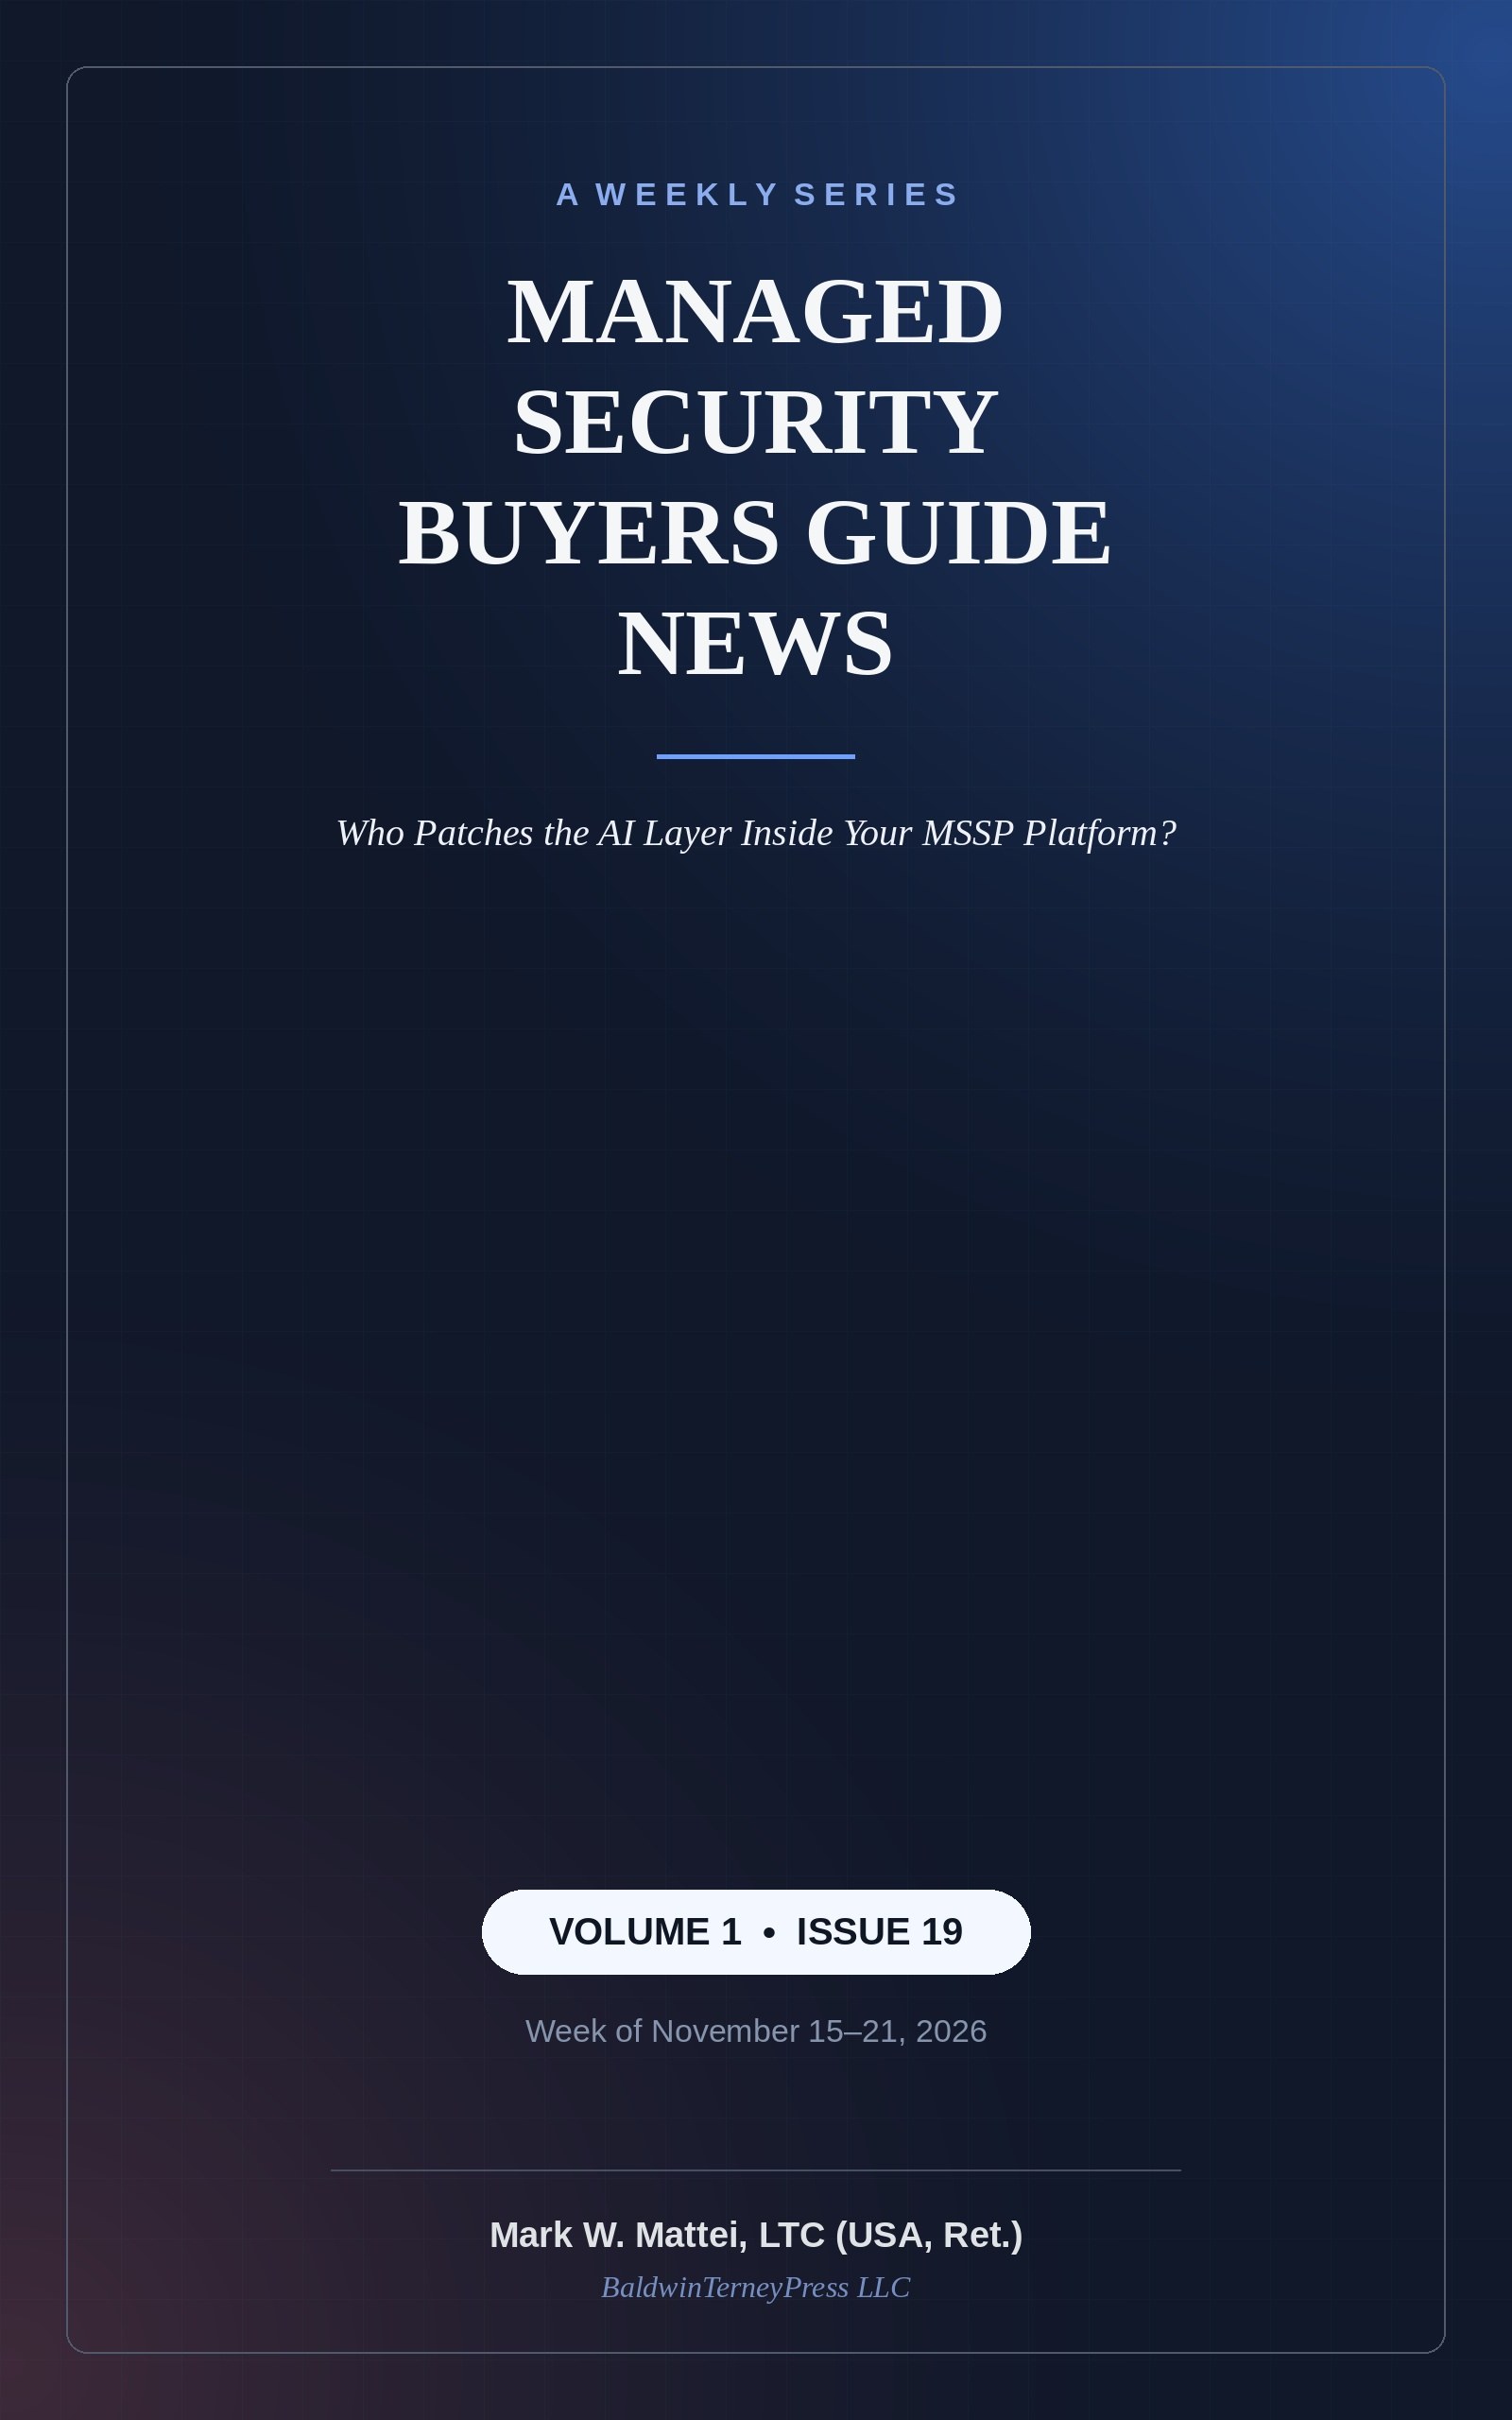 A WEEKLY SERIES
MANAGED
SECURITY
BUYERS GUIDE
NEWS
Who Patches the AI Layer Inside Your MSSP Platform?
VOLUME 1 • ISSUE 19
Week of November 15–21, 2026
Mark W. Mattei, LTC (USA, Ret.)
BaldwinTerneyPress LLC